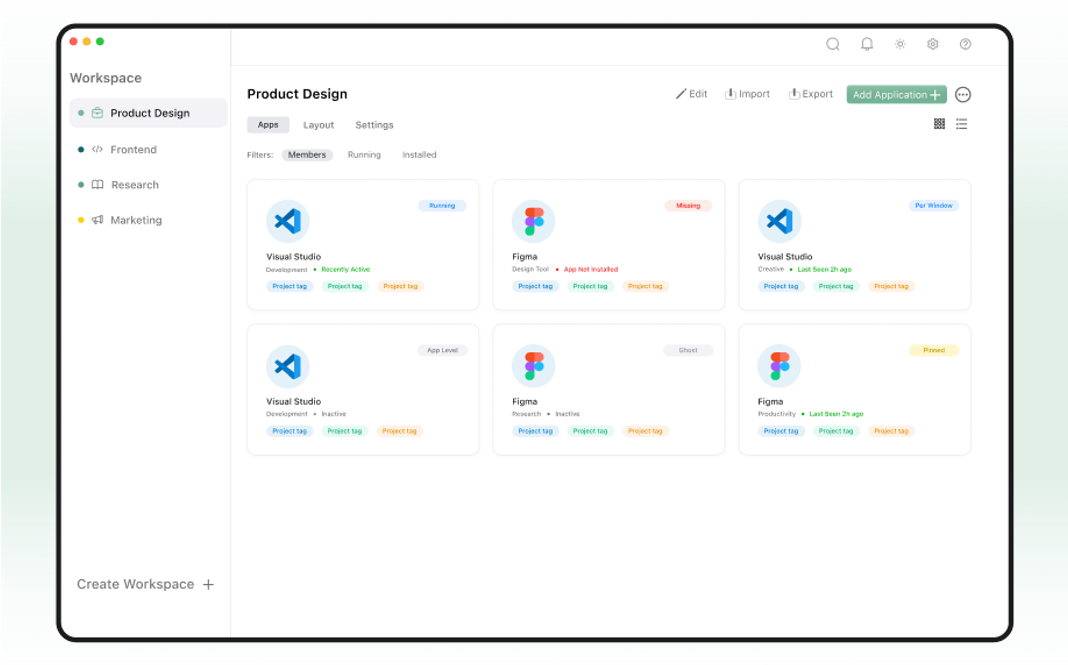 Workspace
Product Design
Frontend
Research
Marketing
Create Workspace +
Product Design
Edit Import Export Add Application +
Apps Layout Settings
Filters: Members Running Installed
Running
Visual Studio
Development • Recently Active
Project tag Project tag Project tag
Missing
Figma
Design Tool • App Not Installed
Project tag Project tag Project tag
Per Window
Visual Studio
Creative • Last Seen 2h ago
Project tag Project tag Project tag
App Level
Visual Studio
Development • Inactive
Project tag Project tag Project tag
Ghost
Figma
Research • Inactive
Project tag Project tag Project tag
Pinned
Figma
Productivity • Last Seen 2h ago
Project tag Project tag Project tag